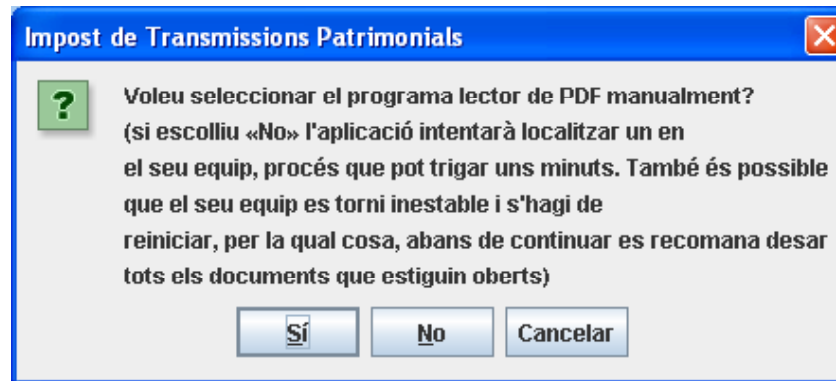 Impost de Transmissions Patrimonials
Voleu seleccionar el programa lector de PDF manualment?
(si escolliu «No» l'aplicació intentarà localitzar un en
el seu equip, procés que pot trigar uns minuts. També és possible
que el seu equip es torni inestable i s'hagi de
reiniciar, per la qual cosa, abans de continuar es recomana desar
tots els documents que estiguin oberts)
Sí No Cancelar